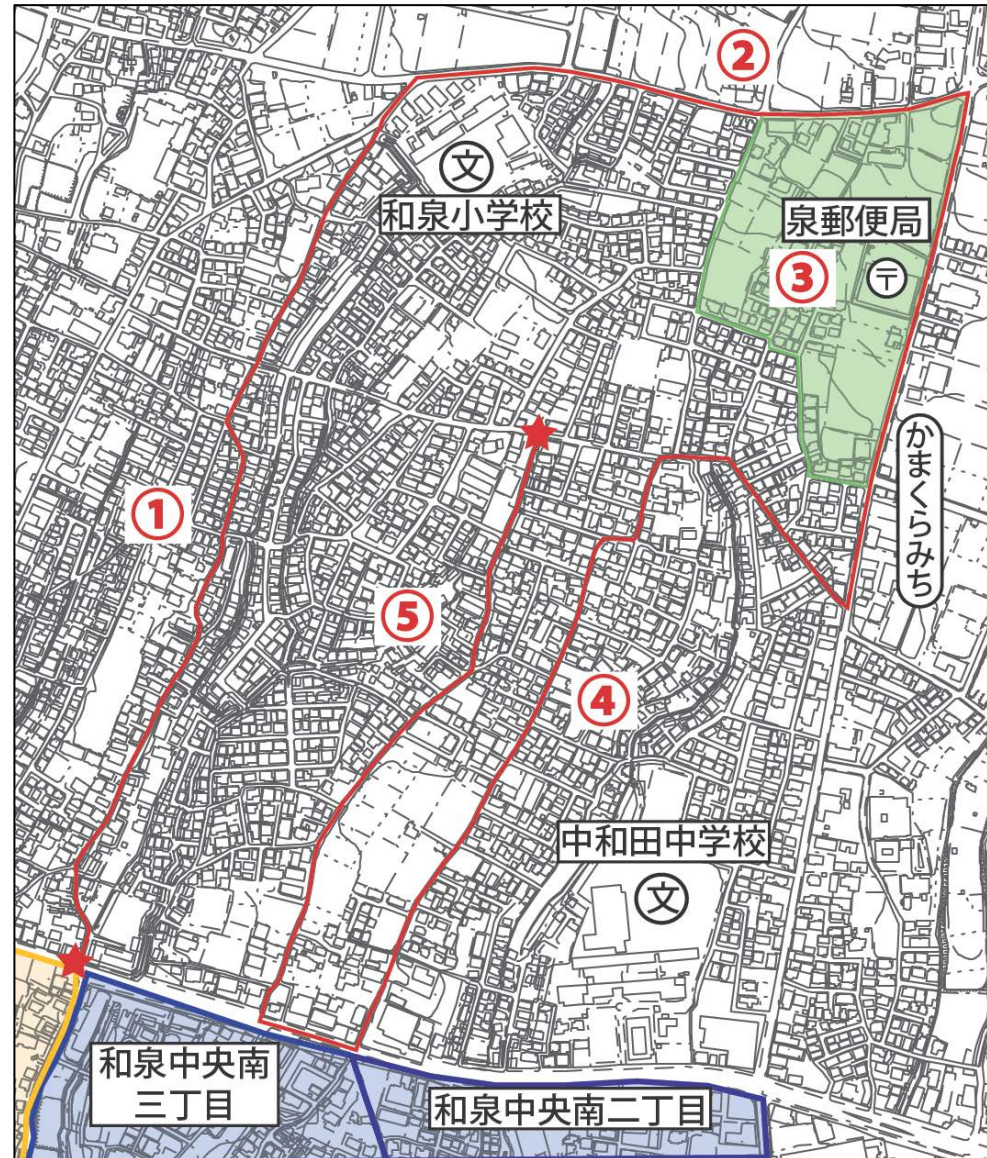 ②
文
和泉小学校
泉郵便局
③
〒
かまくらみち
①
⑤
④
中和田中学校
文
和泉中央南
三丁目
和泉中央南二丁目